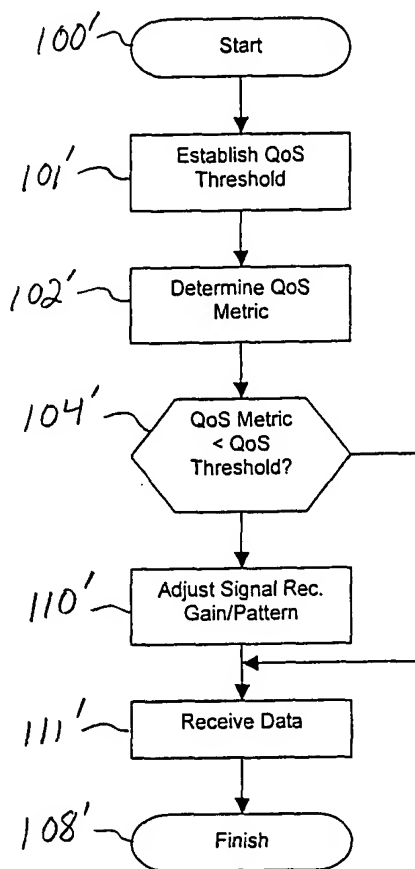 100'
Start
101'
Establish QoS
Threshold
102'
Determine QoS
Metric
104'
QoS Metric
< QoS
Threshold?
110'
Adjust Signal Rec.
Gain/Pattern
111'
Receive Data
108'
Finish